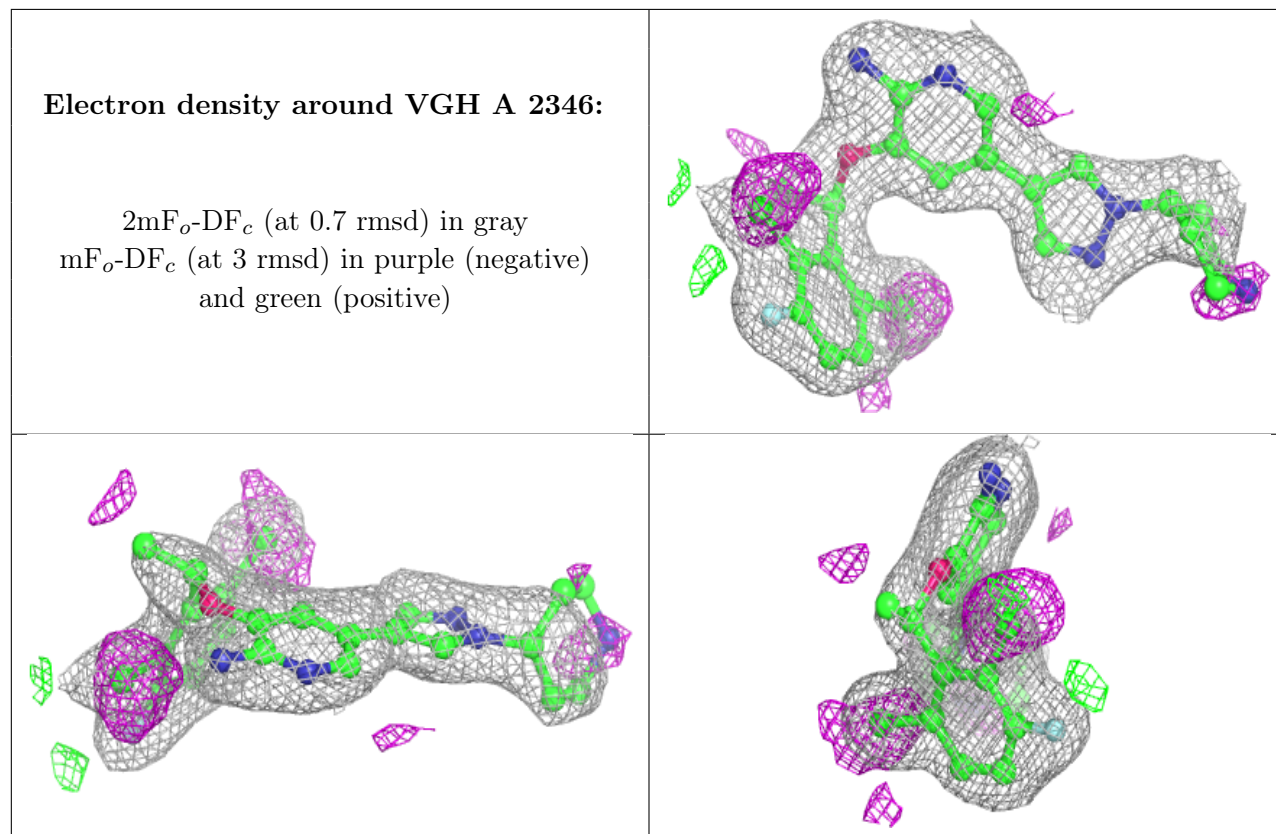 Electron density around VGH A 2346:
2mFo-DFc (at 0.7 rmsd) in gray
mFo-DFc (at 3 rmsd) in purple (negative)
and green (positive)